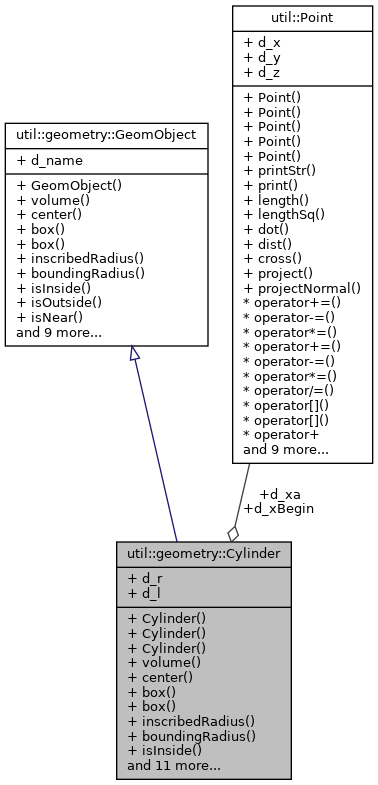 util::Point
+ d_x
+ d_y
+ d_z
+ Point()
+ Point()
+ Point()
+ Point()
+ Point()
+ printStr()
+ print()
+ length()
+ lengthSq()
+ dot()
+ dist()
+ cross()
+ project()
+ projectNormal()
* operator+=()
* operator-=()
* operator*=()
* operator+=()
* operator-=()
* operator*=()
* operator/=()
* operator[]()
* operator[]()
* operator+
and 9 more...
util::geometry::GeomObject
+ d_name
+ GeomObject()
+ volume()
+ center()
+ box()
+ box()
+ inscribedRadius()
+ boundingRadius()
+ isInside()
+ isOutside()
+ isNear()
and 9 more...
+d_xa
+d_xBegin
util::geometry::Cylinder
+ d_r
+ d_l
+ Cylinder()
+ Cylinder()
+ Cylinder()
+ volume()
+ center()
+ box()
+ box()
+ inscribedRadius()
+ boundingRadius()
+ isInside()
and 11 more...